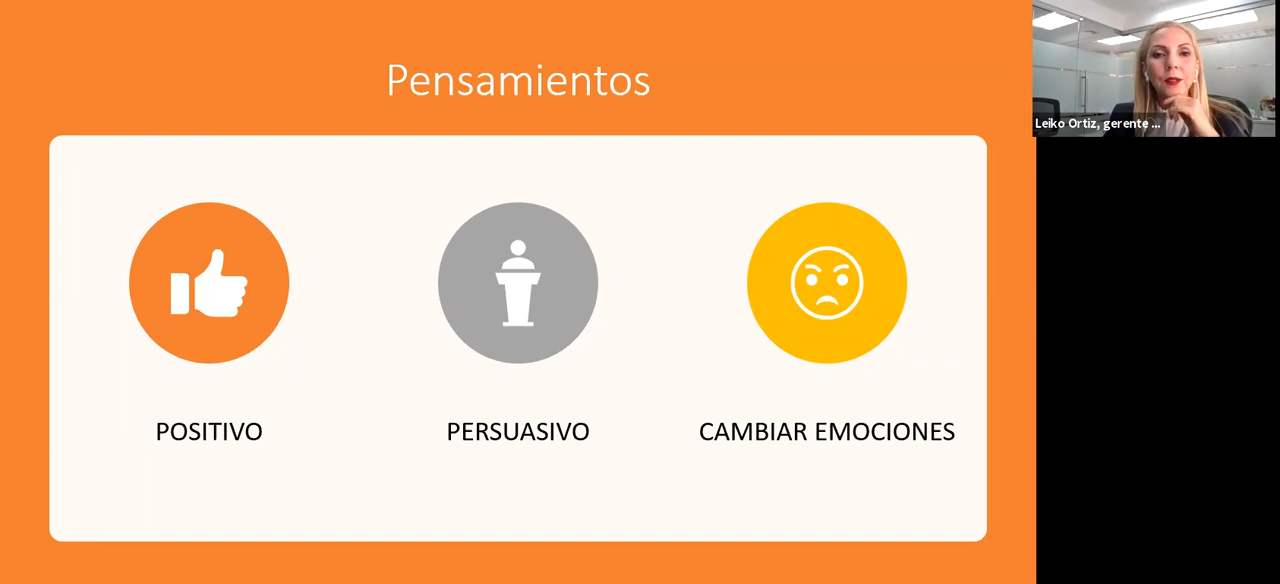 Pensamientos
Leiko Ortiz, gerente ...
POSITIVO
PERSUASIVO
CAMBIAR EMOCIONES